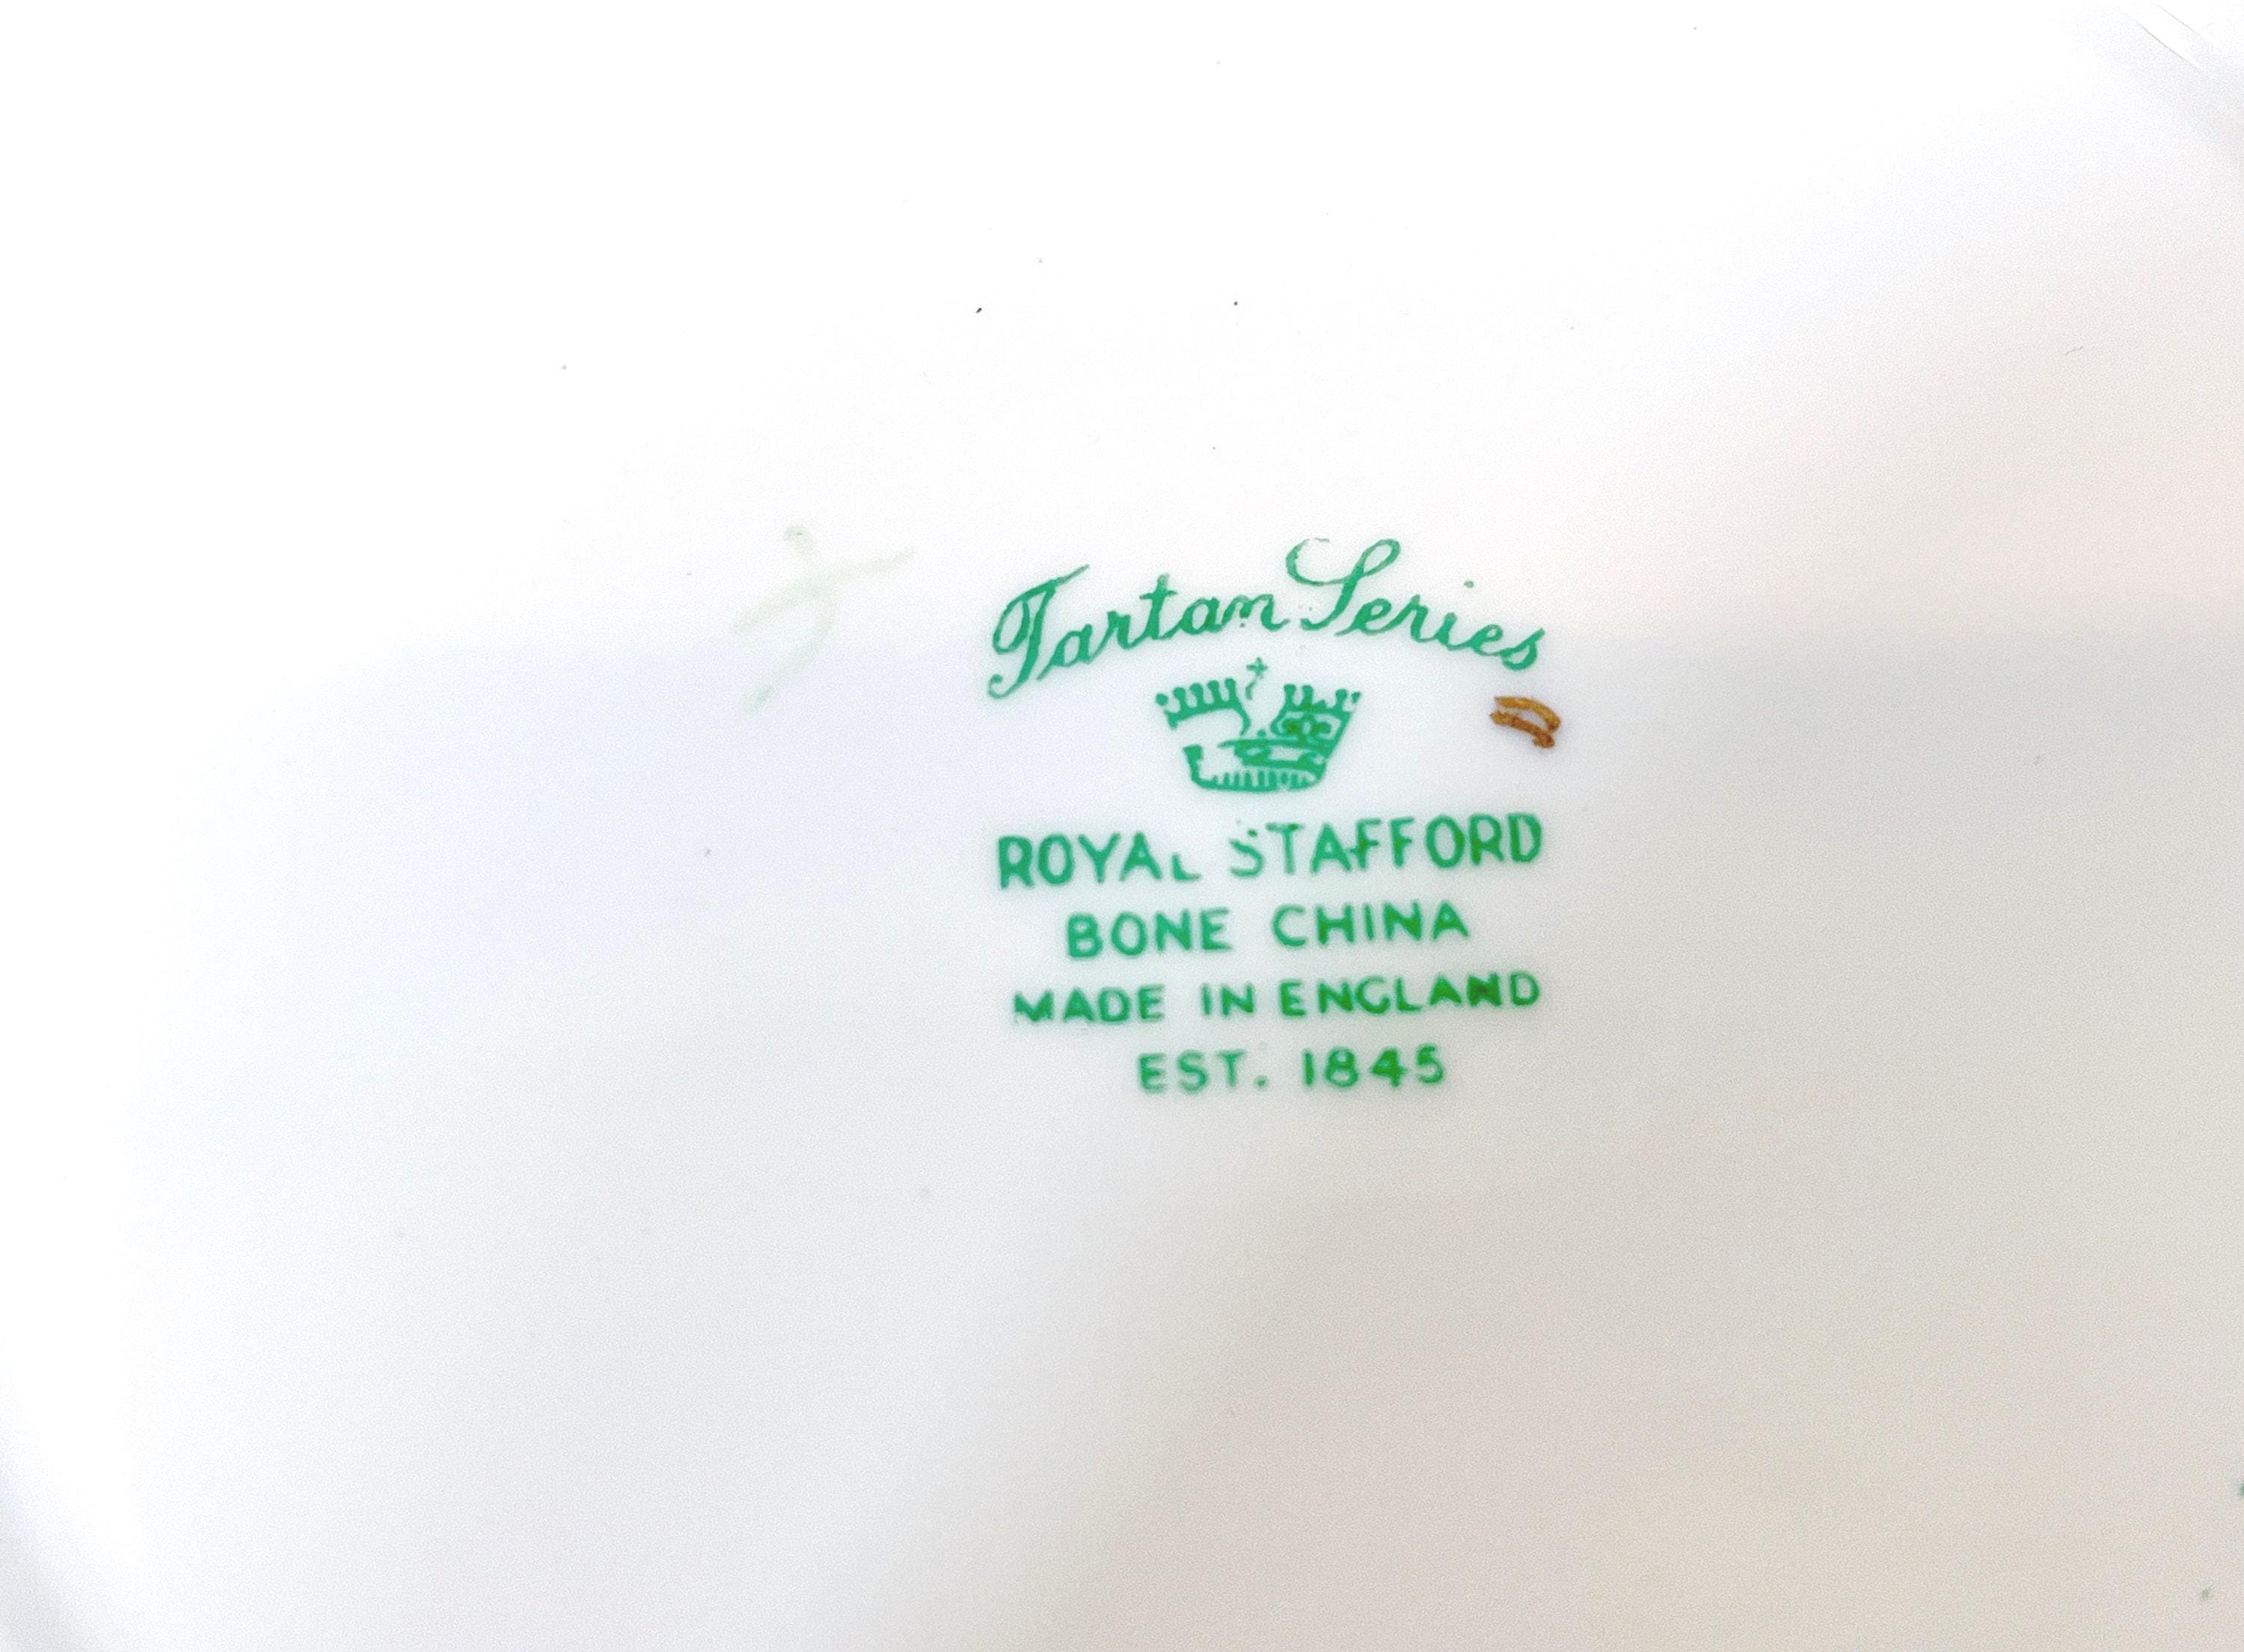 Tartan Series
ROYAL STAFFORD
BONE CHINA
MADE IN ENGLAND
EST. 1845